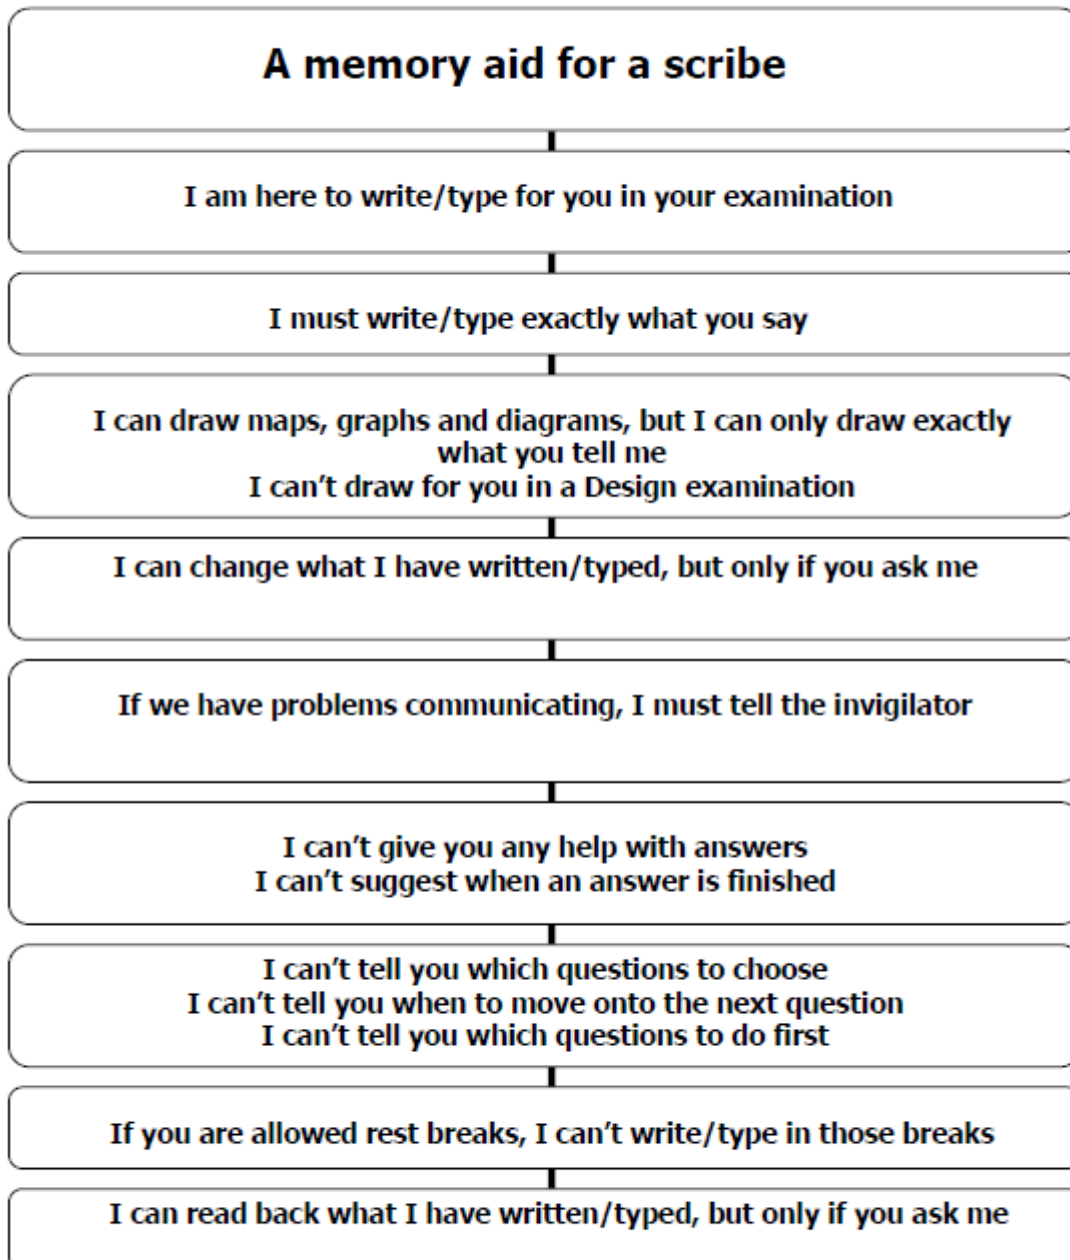 A memory aid for a scribe
I am here to write/type for you in your examination
I must write/type exactly what you say
I can draw maps, graphs and diagrams, but I can only draw exactly
what you tell me
I can't draw for you in a Design examination
I can change what I have written/typed, but only if you ask me
If we have problems communicating, I must tell the invigilator
I can't give you any help with answers
I can't suggest when an answer is finished
I can't tell you which questions to choose
I can't tell you when to move onto the next question
I can't tell you which questions to do first
If you are allowed rest breaks, I can't write/type in those breaks
I can read back what I have written/typed, but only if you ask me